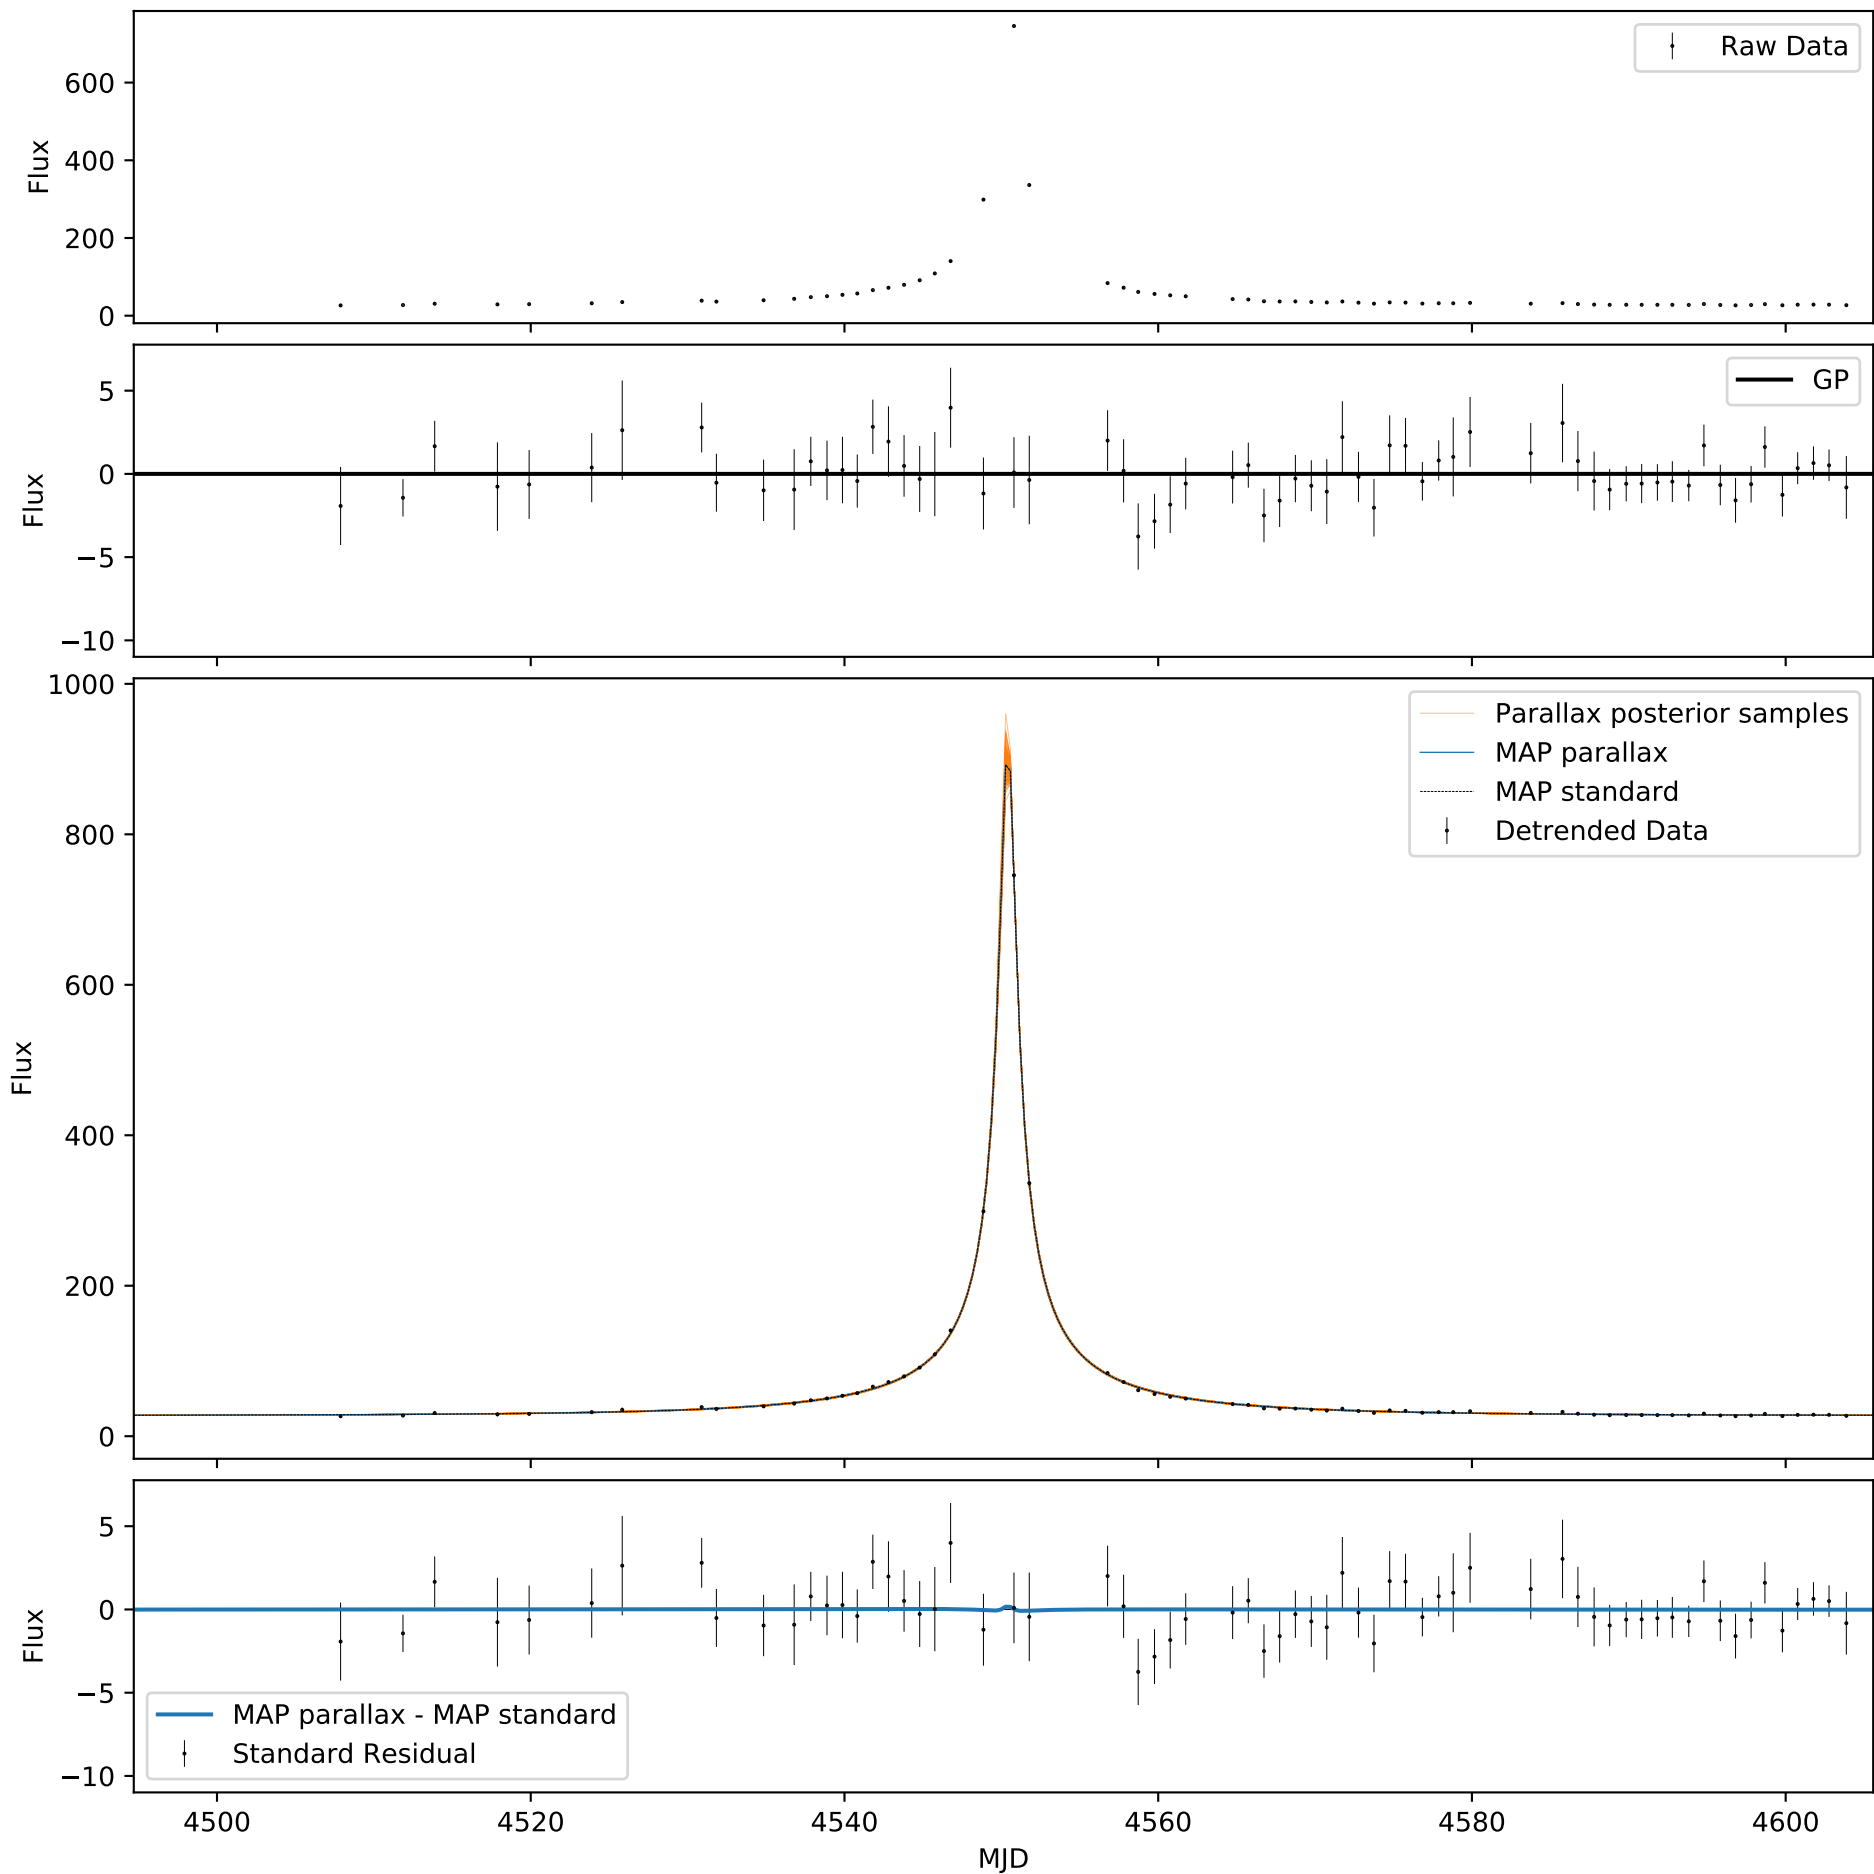 Raw Data
600
400
200
0
Flux
GP
5
0
−5
−10
Flux
1000
800
600
400
200
0
Flux
Parallax posterior samples
MAP parallax
MAP standard
Detrended Data
5
0
−5
−10
Flux
MAP parallax - MAP standard
Standard Residual
4500 4520 4540 4560 4580 4600
MJD